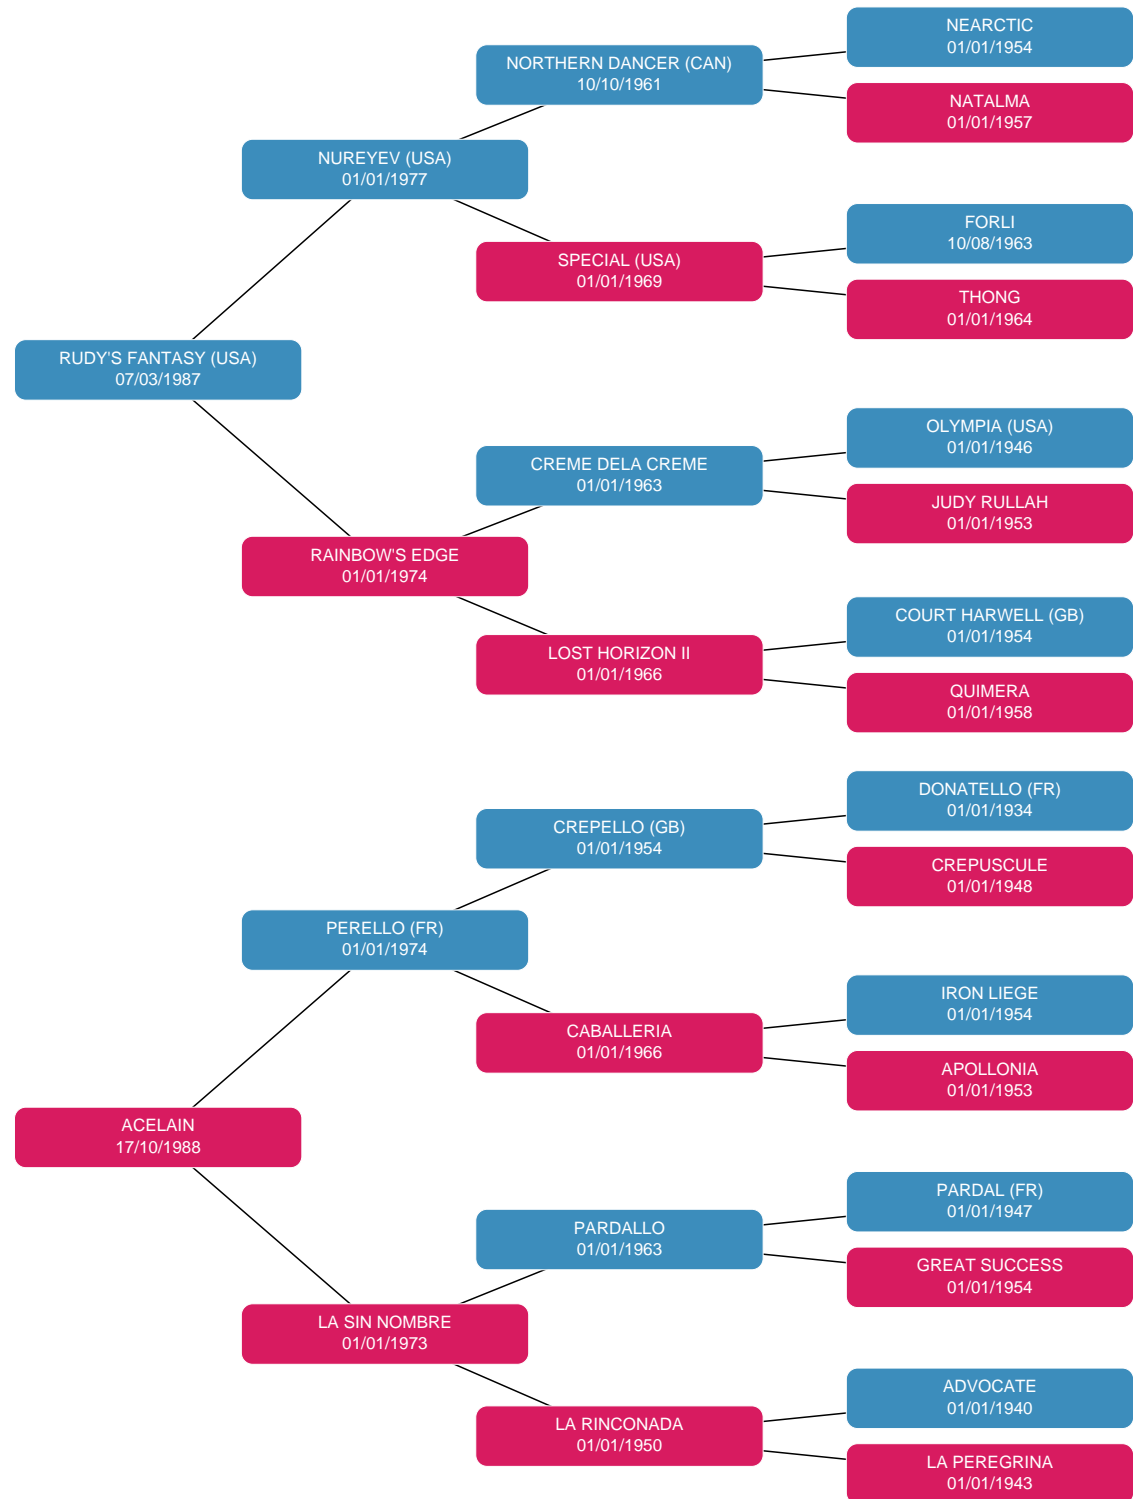 NEARCTIC
01/01/1954
NORTHERN DANCER (CAN)
10/10/1961
NATALMA
01/01/1957
NUREYEV (USA)
01/01/1977
FORLI
10/08/1963
SPECIAL (USA)
01/01/1969
THONG
01/01/1964
RUDY'S FANTASY (USA)
07/03/1987
OLYMPIA (USA)
01/01/1946
CREME DELA CREME
01/01/1963
JUDY RULLAH
01/01/1953
RAINBOW'S EDGE
01/01/1974
COURT HARWELL (GB)
01/01/1954
LOST HORIZON II
01/01/1966
QUIMERA
01/01/1958
DONATELLO (FR)
01/01/1934
CREPELLO (GB)
01/01/1954
CREPUSCULE
01/01/1948
PERELLO (FR)
01/01/1974
IRON LIEGE
01/01/1954
CABALLERIA
01/01/1966
APOLLONIA
01/01/1953
ACELAIN
17/10/1988
PARDAL (FR)
01/01/1947
PARDALLO
01/01/1963
GREAT SUCCESS
01/01/1954
LA SIN NOMBRE
01/01/1973
ADVOCATE
01/01/1940
LA RINCONADA
01/01/1950
LA PEREGRINA
01/01/1943